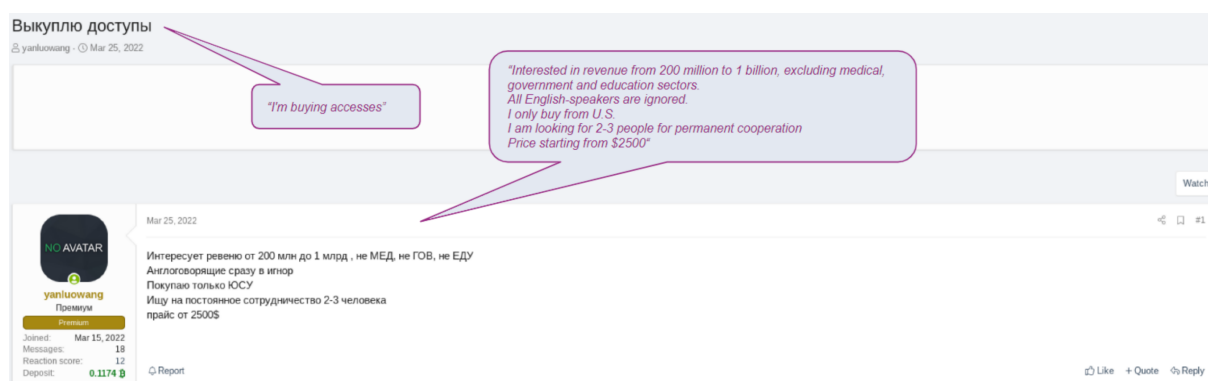 Выкуплю доступы
yanluowang - Mar 25, 2022
"I'm buying accesses"
"Interested in revenue from 200 million to 1 billion, excluding medical,
government and education sectors.
All English-speakers are ignored.
I only buy from U.S.
I am looking for 2-3 people for permanent cooperation
Price starting from $2500"
Watch
Mar 25, 2022
#1
NO AVATAR
yanluowang
Премиум
Premium
Joined: Mar 15, 2022
Messages: 18
Reaction score: 12
Deposit: 0.1174 ₿
Интересует ревеню от 200 млн до 1 млрд , не МЕД, не ГОВ, не ЕДУ
Англоговорящие сразу в игнор
Покупаю только ЮСУ
Ищу на постоянное сотрудничество 2-3 человека
прайс от 2500$
Report
Like + Quote Reply